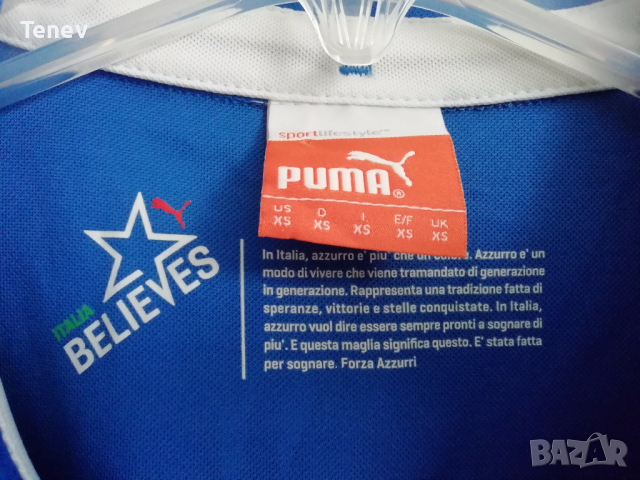 Tenev
sportlifestyle™
PUMA®
US D I E/F UK
XS XS XS XS XS
ITALIA
BELIEVES
In Italia, azzurro e' piu' che un colore. Azzurro e' un
modo di vivere che viene tramandato di generazione
in generazione. Rappresenta una tradizione fatta di
speranze, vittorie e stelle conquistate. In Italia,
azzurro vuol dire essere sempre pronti a sognare di
piu'. E questa maglia significa questo. E' stata fatta
per sognare. Forza Azzurri
BAZAR